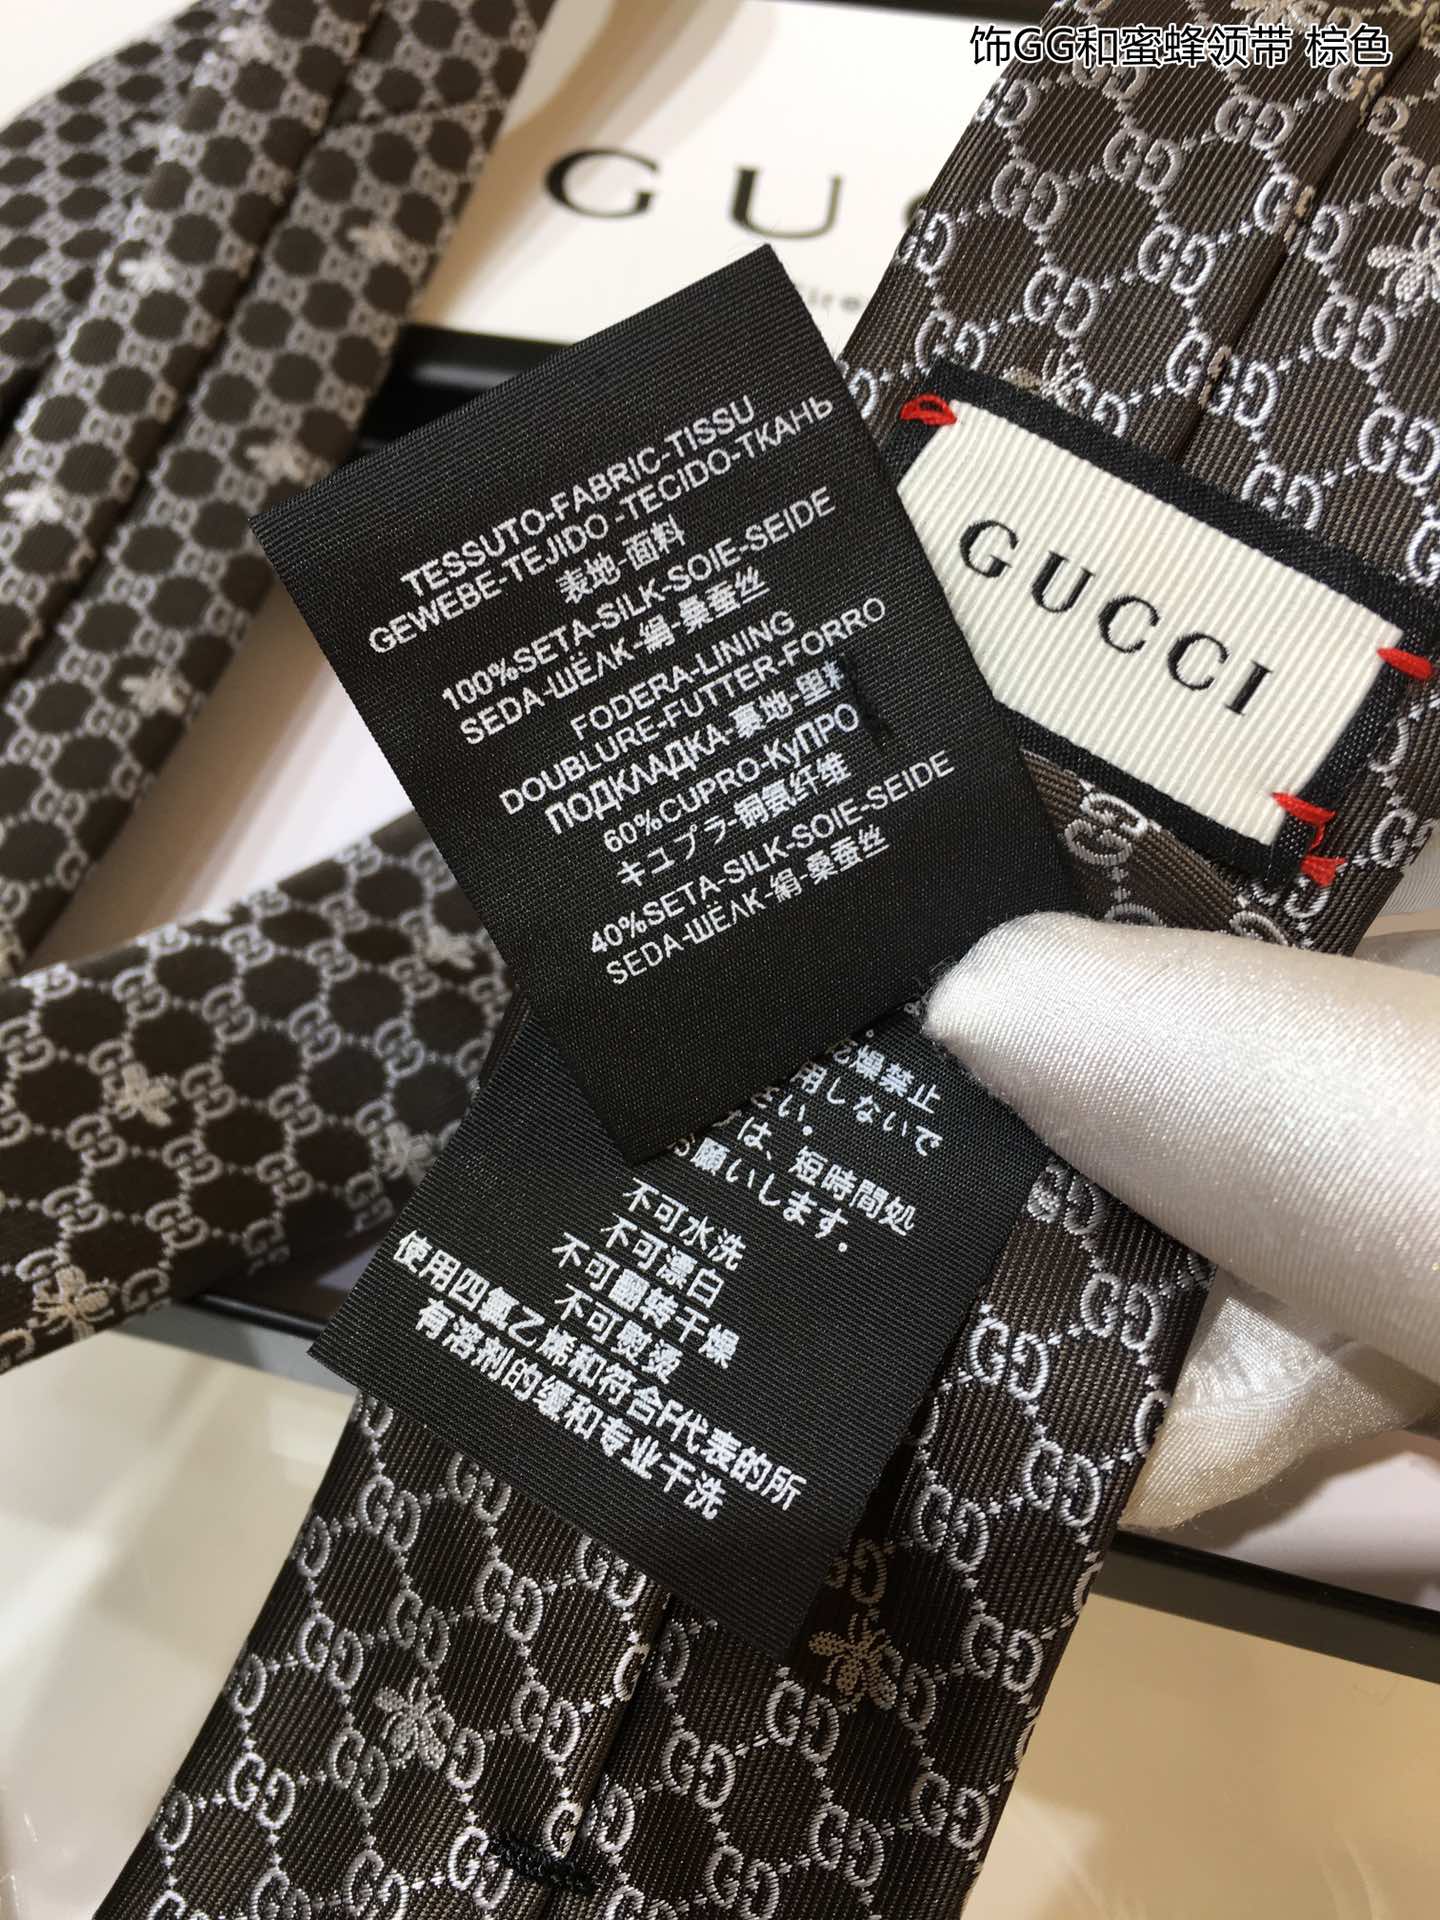 饰GG和蜜蜂领带 棕色
GUC
GUCCI
TESSUTO-FABRIC-TISSU
GEWEBE-TEJIDO-TECIDO-ТКАНЬ
表地-面料
100%SETA-SILK-SOIE-SEIDE
SEDA-ШЁЛК-絹-桑蚕丝
FODERA-LINING
DOUBLURE-FUTTER-FORRO
ПОДКЛАДКА-裏地-里料
60%CUPRO-КуПРО
キュプラ-铜氨纤维
40%SETA-SILK-SOIE-SEIDE
SEDA-ШЁЛК-絹-桑蚕丝
燥禁止
用しないで
い。
は、短時間処
願いします。
不可水洗
不可漂白
不可翻转干燥
不可熨烫
使用四氯乙烯和符合F代表的所
有溶剂的缓和专业干洗